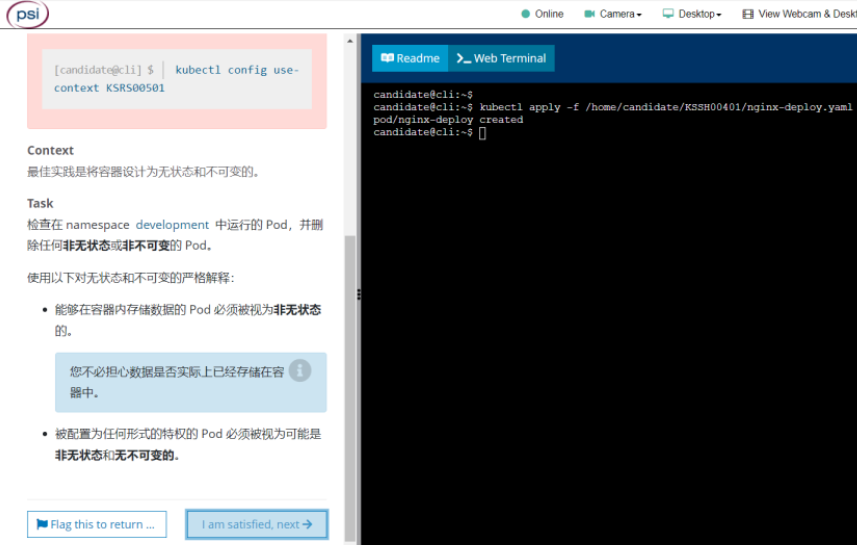 psi
Online Camera Desktop View Webcam & Deskt
[candidate@cli] $ kubectl config use-
context KSRS00501
Context
最佳实践是将容器设计为无状态和不可变的。
Task
检查在 namespace development 中运行的 Pod，并删
除任何非无状态或非不可变的 Pod。
使用以下对无状态和不可变的严格解释：
• 能够在容器内存储数据的 Pod 必须被视为非无状态
的。
您不必担心数据是否实际上已经存储在容
器中。
• 被配置为任何形式的特权的 Pod 必须被视为可能是
非无状态和无不可变的.
Flag this to return ...
I am satisfied, next
Readme Web Terminal
candidate@cli:~$
candidate@cli:~$ kubectl apply -f /home/candidate/KSSH00401/nginx-deploy.yaml
pod/nginx-deploy created
candidate@cli:~$